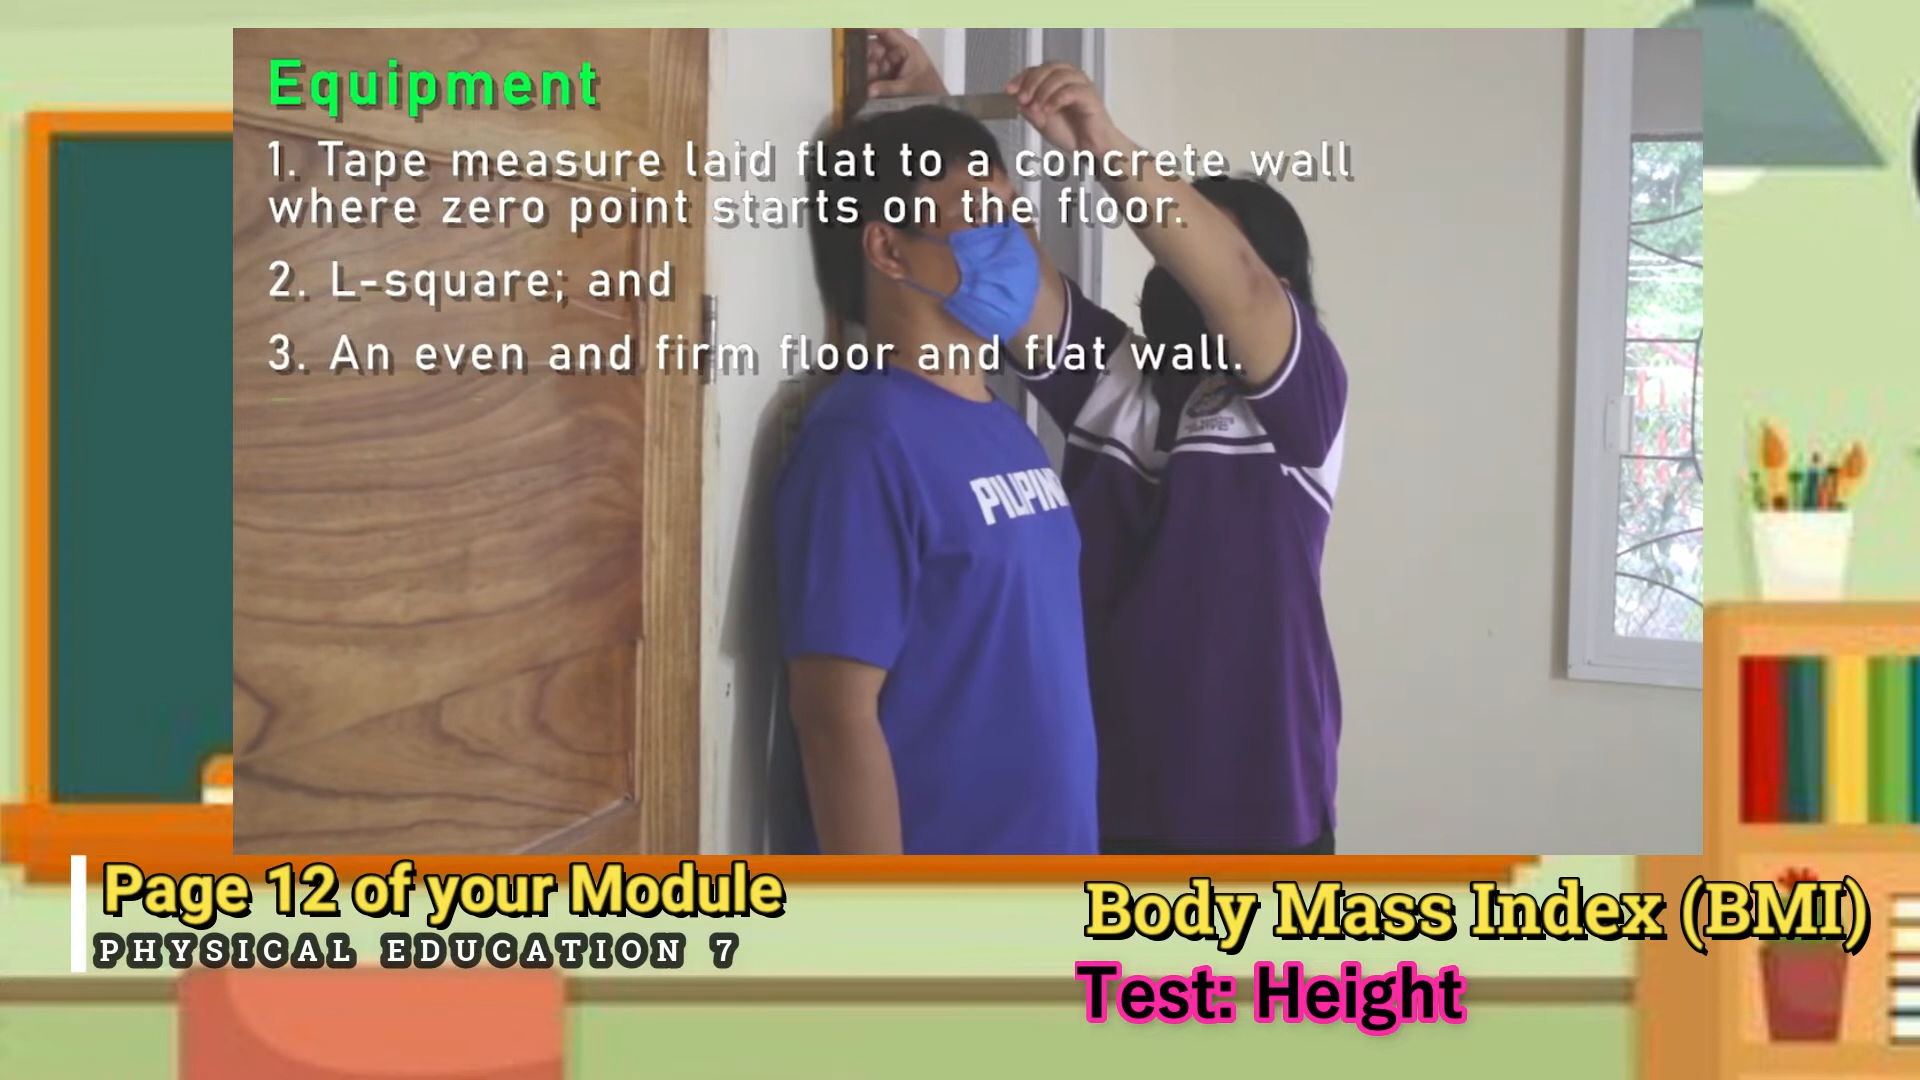 Equipment
1. Tape measure laid flat to a concrete wall
where zero point starts on the floor.
2. L-square; and
3. An even and firm floor and flat wall.
PILIPIN
Page 12 of your Module
PHYSICAL EDUCATION 7
Body Mass Index (BMI)
Test: Height